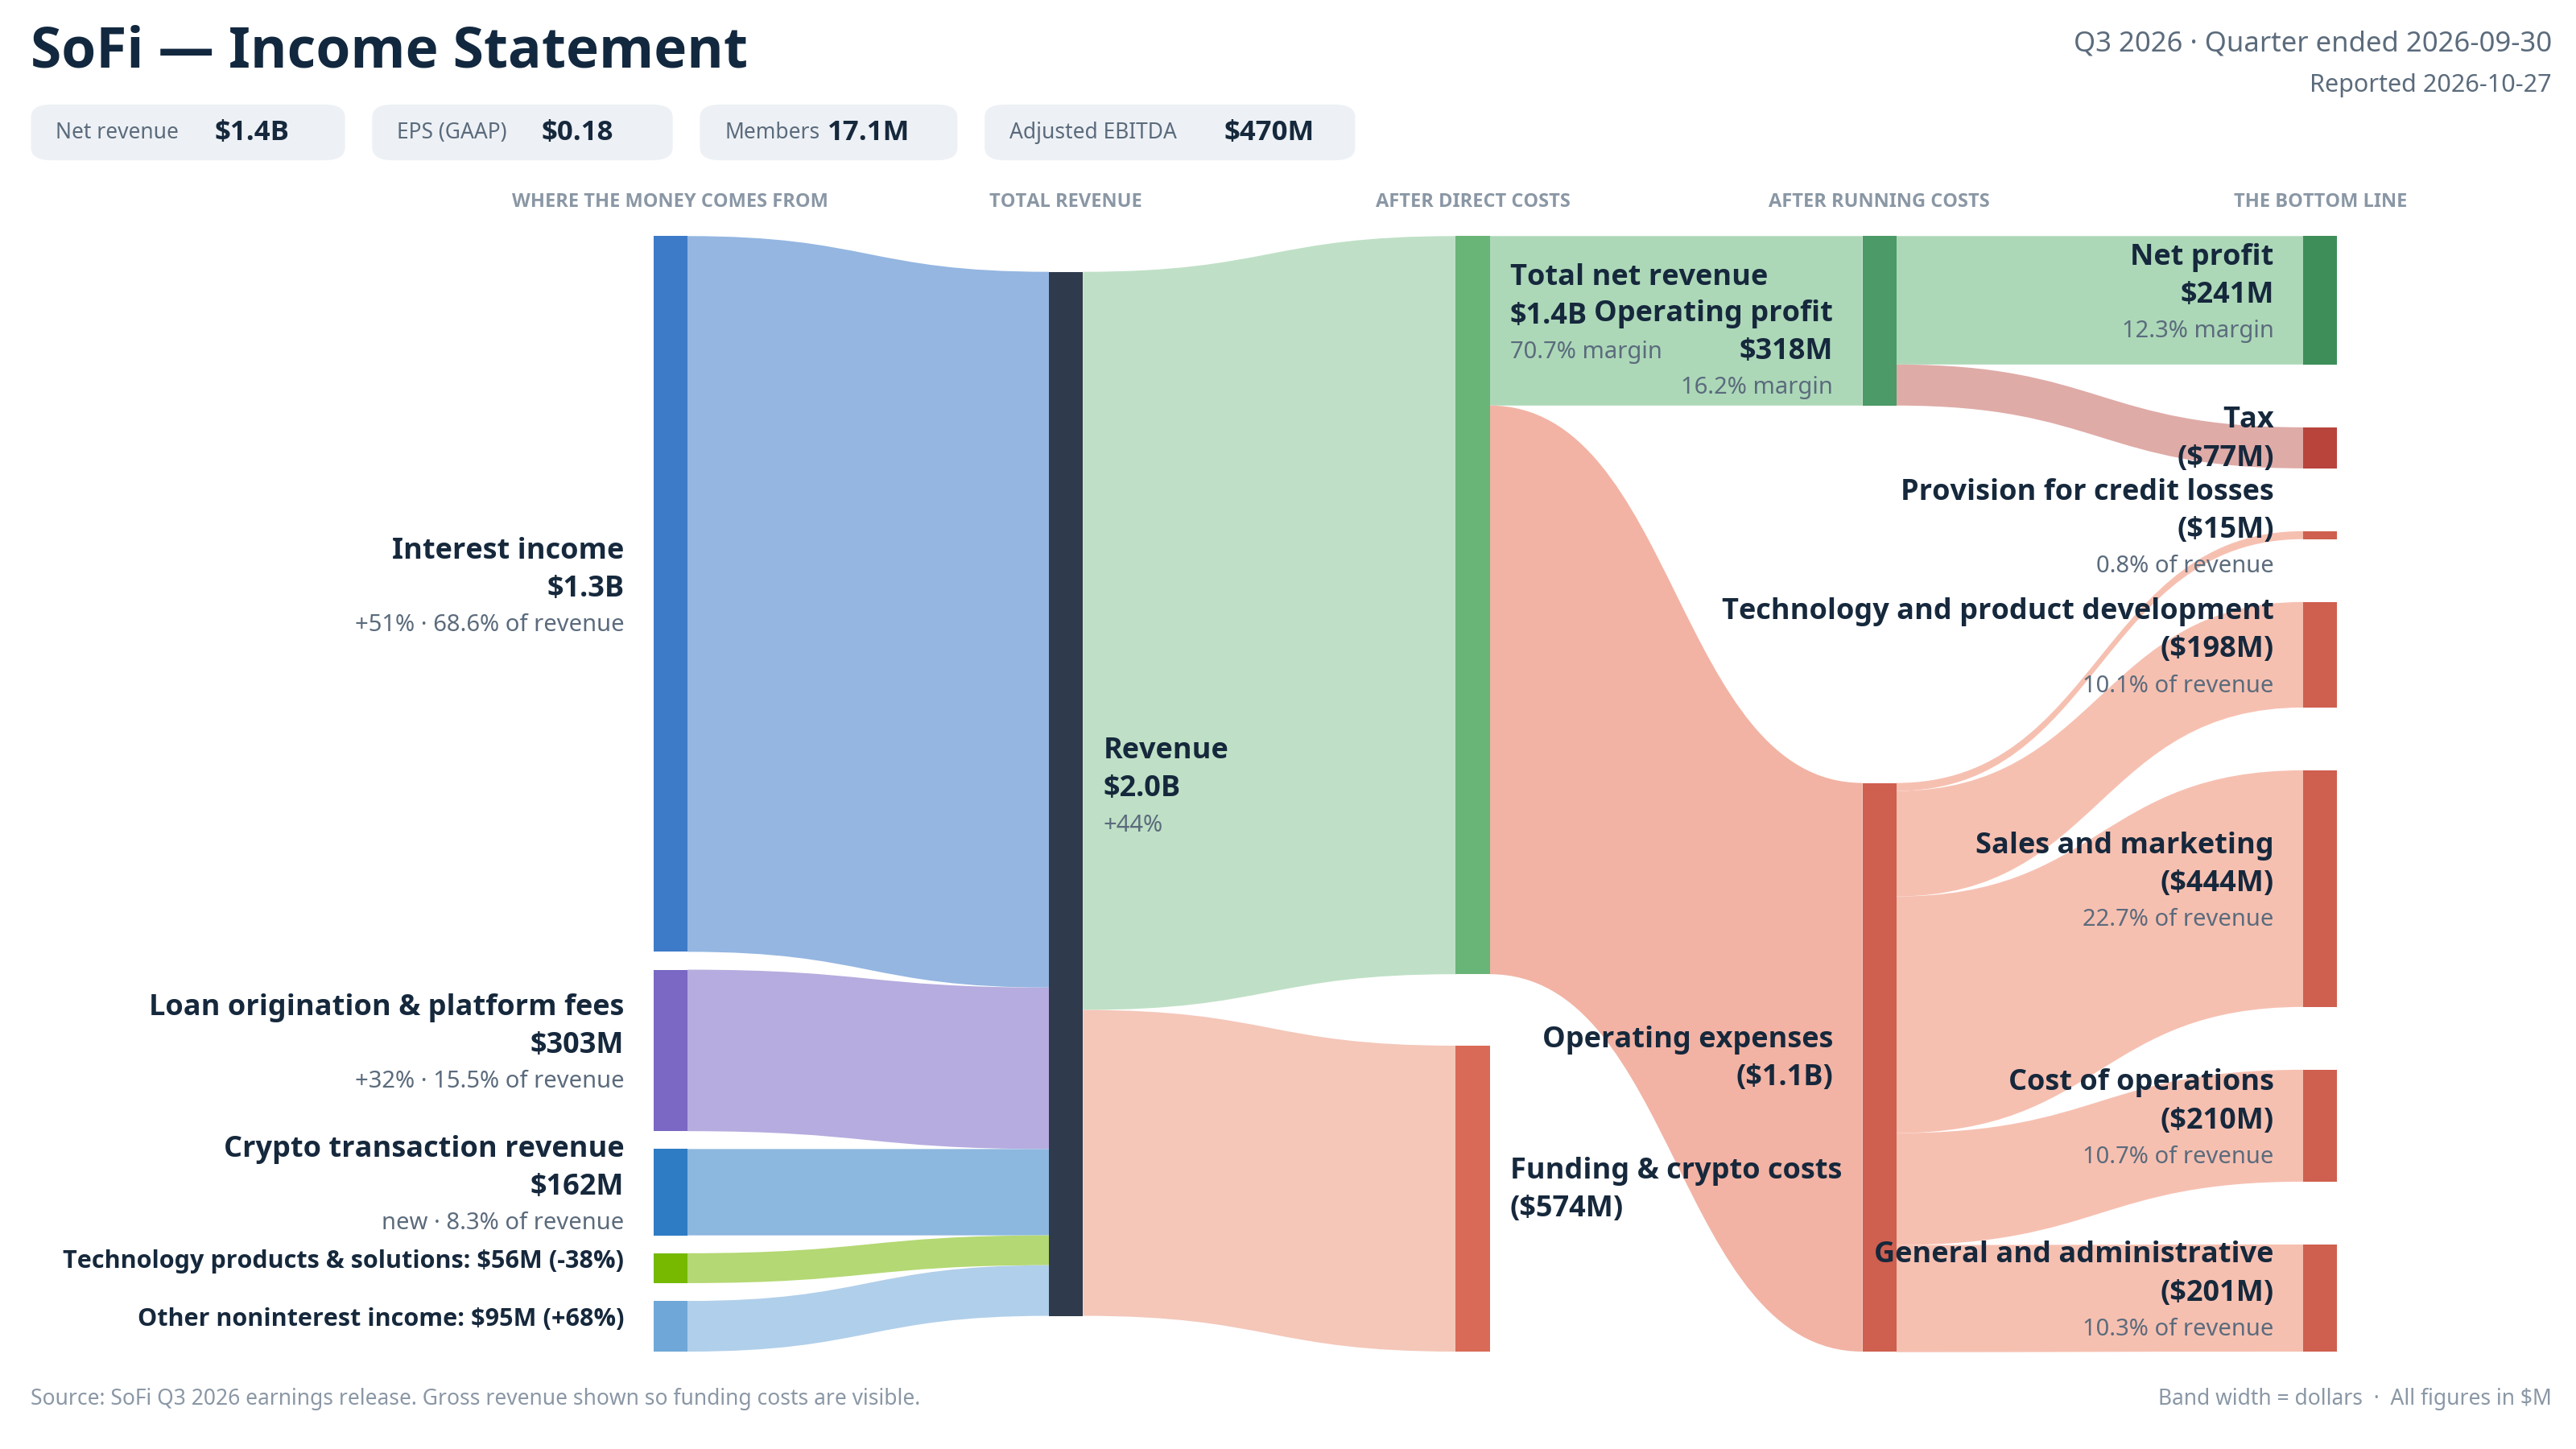 SoFi — Income Statement
Q3 2026 · Quarter ended 2026-09-30
Reported 2026-10-27
Net revenue $1.4B
EPS (GAAP) $0.18
Members 17.1M
Adjusted EBITDA $470M
WHERE THE MONEY COMES FROM
TOTAL REVENUE
AFTER DIRECT COSTS
AFTER RUNNING COSTS
THE BOTTOM LINE
Interest income
$1.3B
+51% · 68.6% of revenue
Loan origination & platform fees
$303M
+32% · 15.5% of revenue
Crypto transaction revenue
$162M
new · 8.3% of revenue
Technology products & solutions: $56M (-38%)
Other noninterest income: $95M (+68%)
Revenue
$2.0B
+44%
Total net revenue
$1.4B
70.7% margin
Funding & crypto costs
($574M)
Operating profit
$318M
16.2% margin
Operating expenses
($1.1B)
Net profit
$241M
12.3% margin
Tax
($77M)
Provision for credit losses
($15M)
0.8% of revenue
Technology and product development
($198M)
10.1% of revenue
Sales and marketing
($444M)
22.7% of revenue
Cost of operations
($210M)
10.7% of revenue
General and administrative
($201M)
10.3% of revenue
Source: SoFi Q3 2026 earnings release. Gross revenue shown so funding costs are visible.
Band width = dollars · All figures in $M